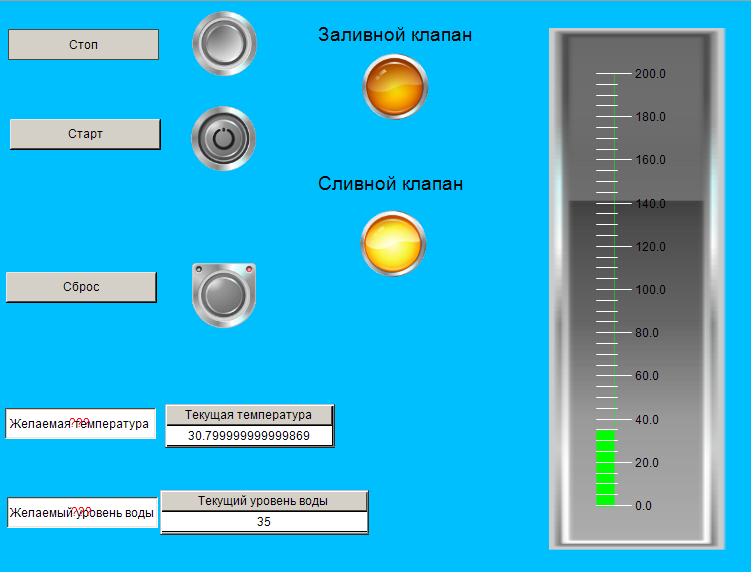 Стоп
Старт
Сброс
Заливной клапан
Сливной клапан
Желаемая температура
???
Текущая температура
30.799999999999869
Желаемый уровень воды
???
Текущий уровень воды
35
200.0
180.0
160.0
140.0
120.0
100.0
80.0
60.0
40.0
20.0
0.0